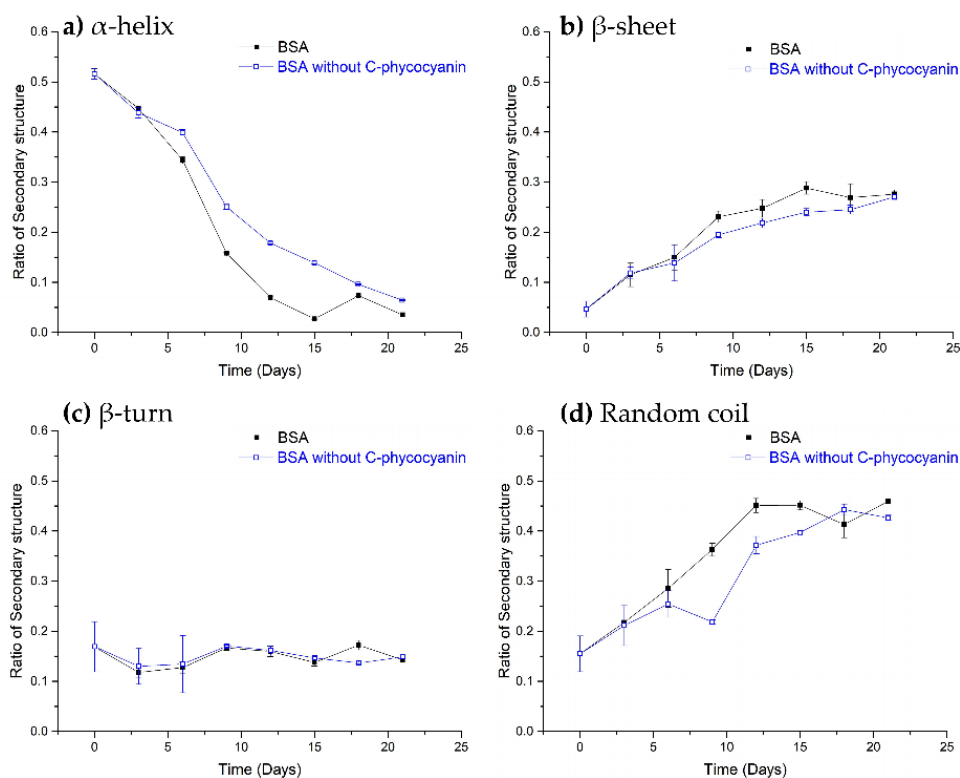 a) α-helix
BSA
BSA without C-phycocyanin
0.6
0.5
0.4
0.3
0.2
0.1
0.0
Ratio of Secondary structure
0 5 10 15 20 25
Time (Days)
b) β-sheet
BSA
BSA without C-phycocyanin
0.6
0.5
0.4
0.3
0.2
0.1
0.0
Ratio of Secondary structure
0 5 10 15 20 25
Time (Days)
(c) β-turn
BSA
BSA without C-phycocyanin
0.6
0.5
0.4
0.3
0.2
0.1
0.0
Ratio of Secondary structure
0 5 10 15 20 25
Time (Days)
(d) Random coil
BSA
BSA without C-phycocyanin
0.6
0.5
0.4
0.3
0.2
0.1
0.0
Ratio of Secondary structure
0 5 10 15 20 25
Time (Days)